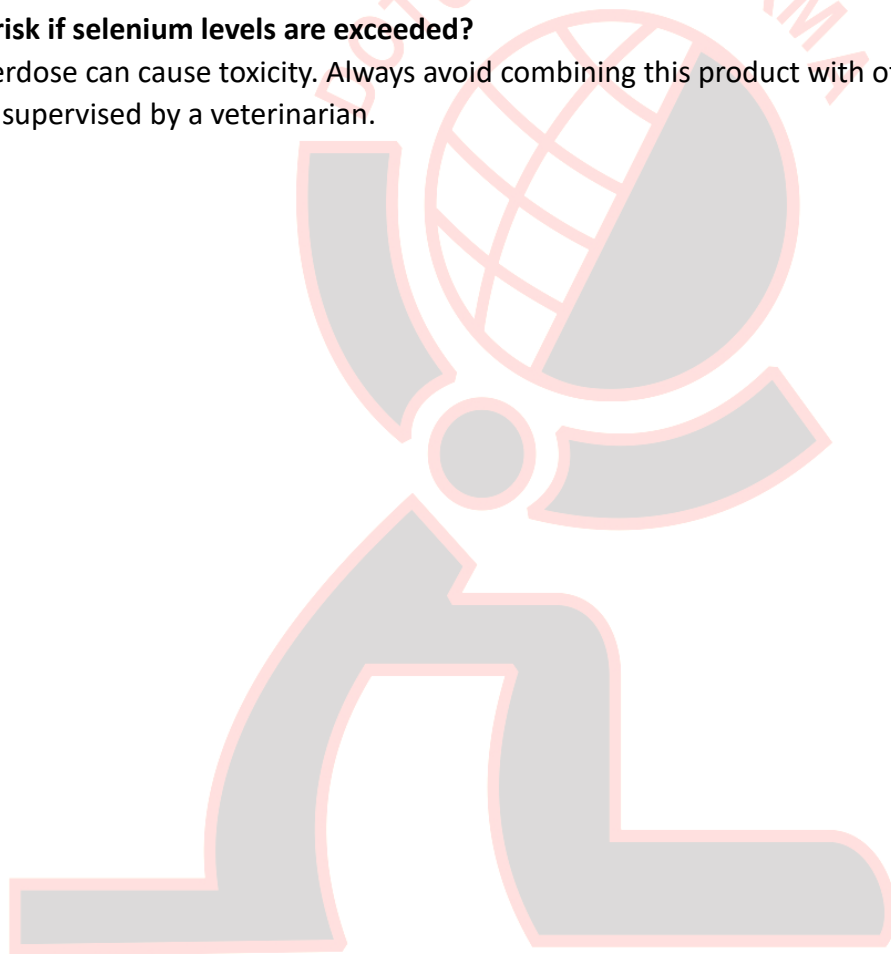 risk if selenium levels are exceeded?
erdose can cause toxicity. Always avoid combining this product with ot
supervised by a veterinarian.